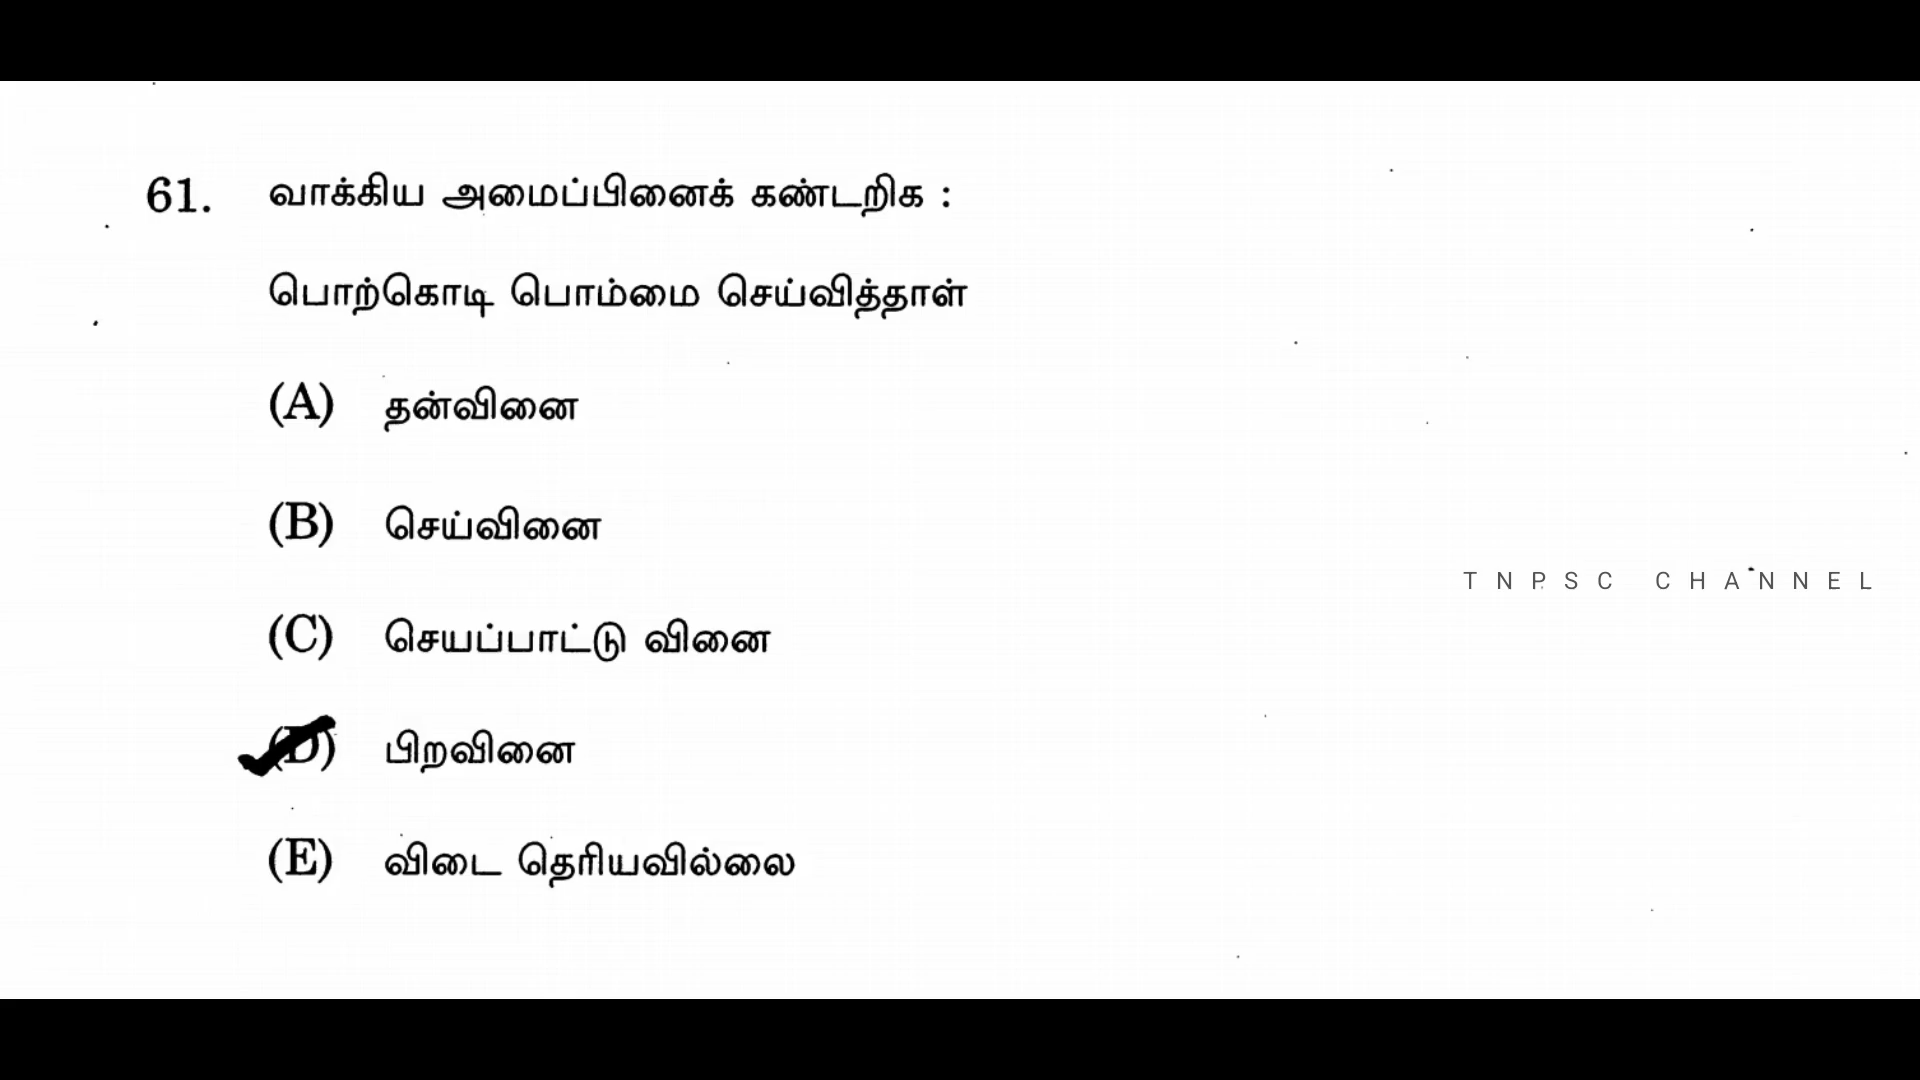 61. வாக்கிய அமைப்பினைக் கண்டறிக :
பொற்கொடி பொம்மை செய்வித்தாள்
(A) தன்வினை
(B) செய்வினை
(C) செயப்பாட்டு வினை
(D) பிறவினை
(E) விடை தெரியவில்லை
TNPSC CHANNEL